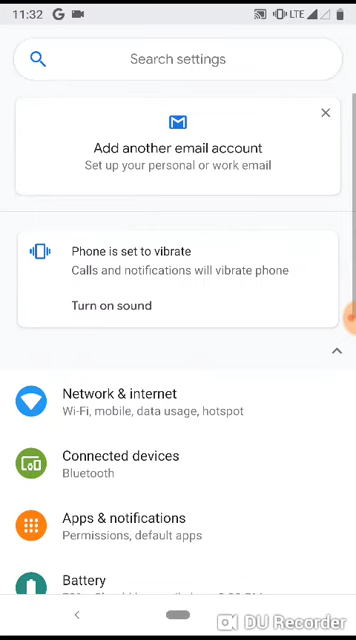 11:32 G LTE
Search settings
Add another email account
Set up your personal or work email
Phone is set to vibrate
Calls and notifications will vibrate phone
Turn on sound
Network & internet
Wi-Fi, mobile, data usage, hotspot
Connected devices
Bluetooth
Apps & notifications
Permissions, default apps
Battery
DU Recorder